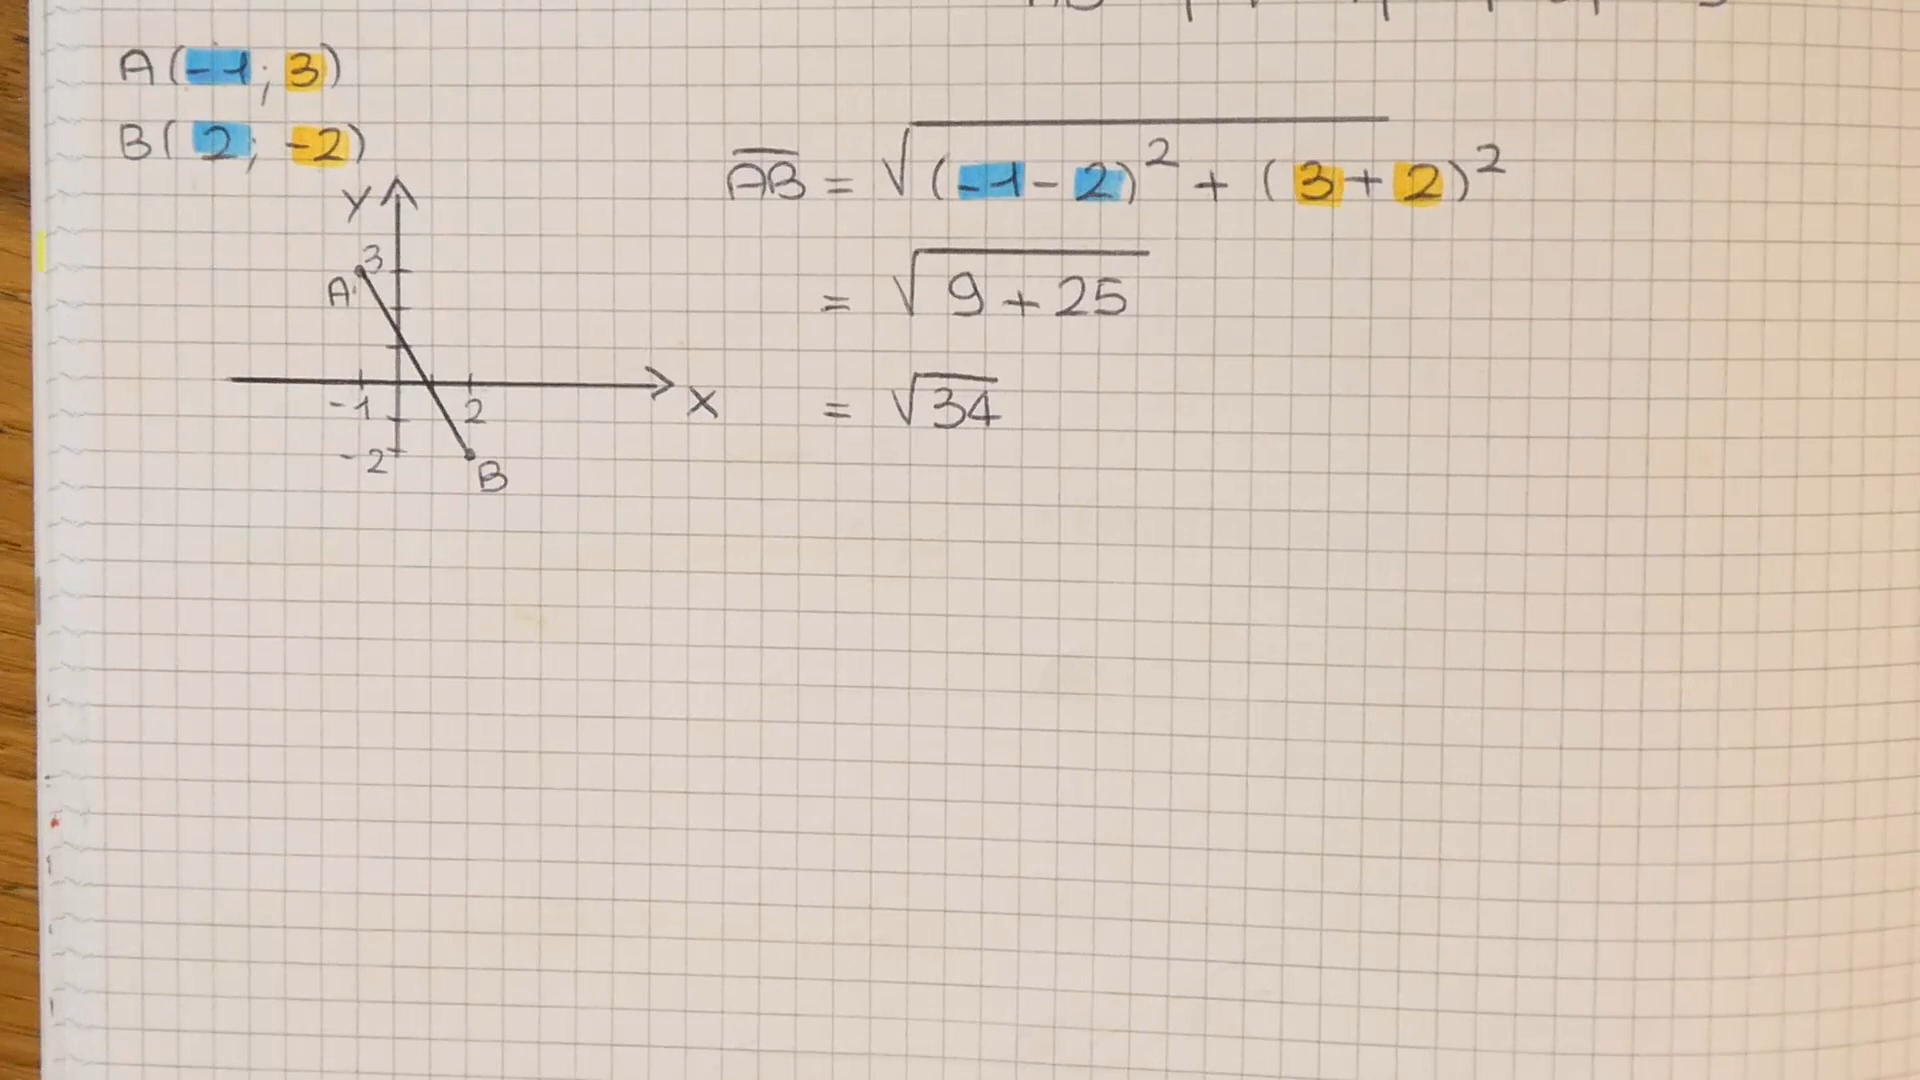 A(-1; 3)
B(2; -2)
y
3
A
-1
2
x
-2
B
AB = √(-1-2)² + (3+2)²
= √9+25
= √34